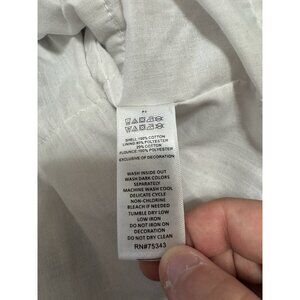 SHELL:100% COTTON
LINING:80% POLYESTER
20% COTTON
FLOUNCE:100% POLYESTER
EXCLUSIVE OF DECORATION
WASH INSIDE OUT
WASH DARK COLORS
SEPARATELY
MACHINE WASH COOL
DELICATE CYCLE
NON-CHLORINE
BLEACH IF NEEDED
TUMBLE DRY LOW
LOW IRON
DO NOT IRON ON
DECORATION
DO NOT DRY CLEAN
RN#75343